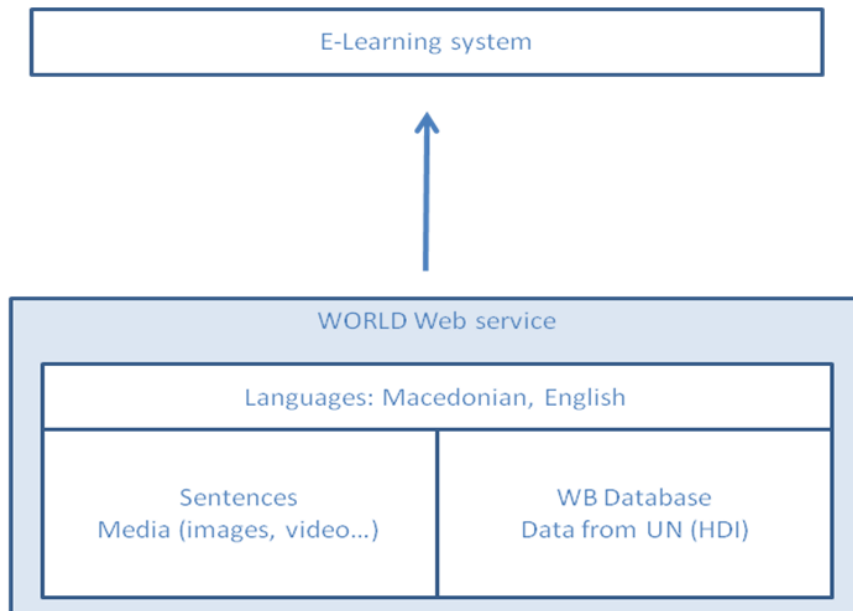 E-Learning system
WORLD Web service
Languages: Macedonian, English
Sentences
Media (images, video...)
WB Database
Data from UN (HDI)